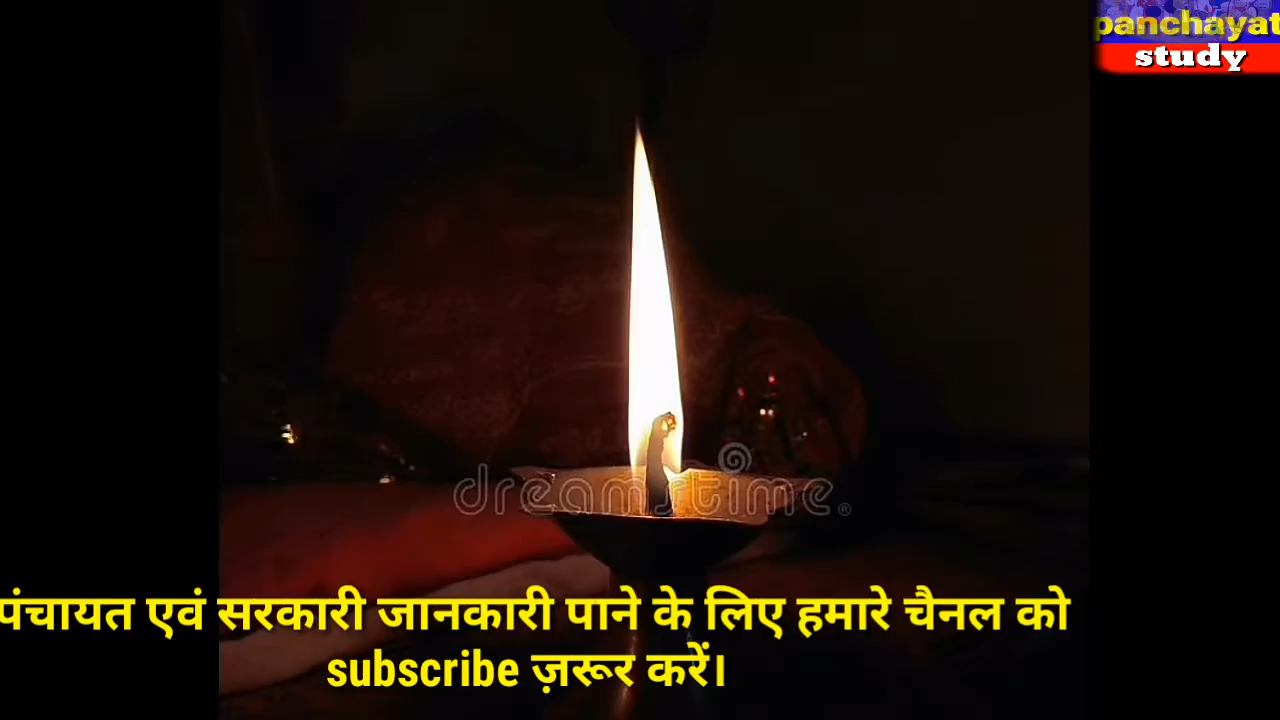 panchayat
study
dreamstime®
पंचायत एवं सरकारी जानकारी पाने के लिए हमारे चैनल को
subscribe ज़रूर करें।